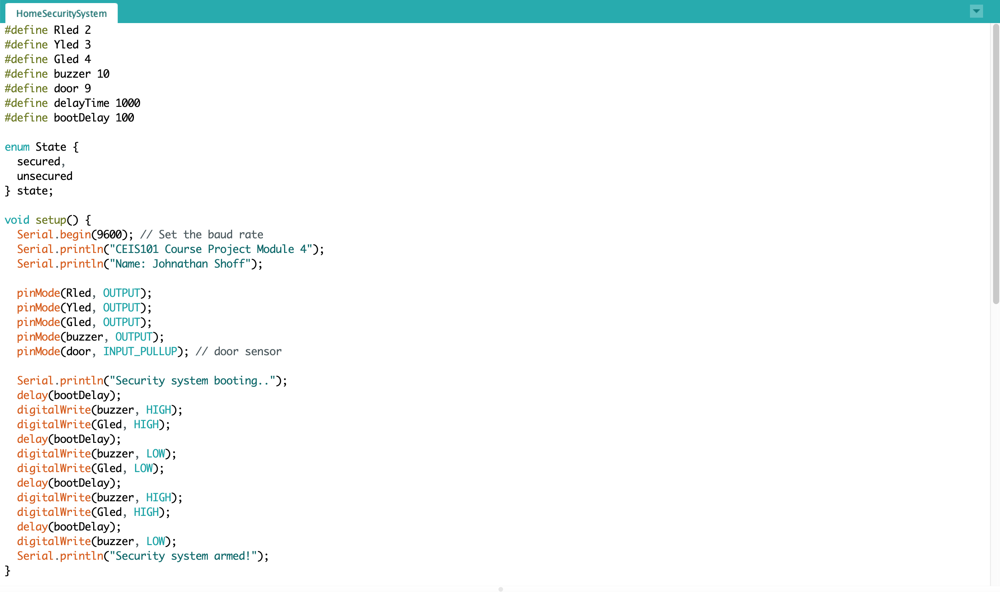 HomeSecuritySystem
#define Rled 2
#define Yled 3
#define Gled 4
#define buzzer 10
#define door 9
#define delayTime 1000
#define bootDelay 100
enum State {
  secured,
  unsecured
} state;
void setup() {
  Serial.begin(9600); // Set the baud rate
  Serial.println("CEIS101 Course Project Module 4");
  Serial.println("Name: Johnathan Shoff");
  pinMode(Rled, OUTPUT);
  pinMode(Yled, OUTPUT);
  pinMode(Gled, OUTPUT);
  pinMode(buzzer, OUTPUT);
  pinMode(door, INPUT_PULLUP); // door sensor
  Serial.println("Security system booting..");
  delay(bootDelay);
  digitalWrite(buzzer, HIGH);
  digitalWrite(Gled, HIGH);
  delay(bootDelay);
  digitalWrite(buzzer, LOW);
  digitalWrite(Gled, LOW);
  delay(bootDelay);
  digitalWrite(buzzer, HIGH);
  digitalWrite(Gled, HIGH);
  delay(bootDelay);
  digitalWrite(buzzer, LOW);
  Serial.println("Security system armed!");
}